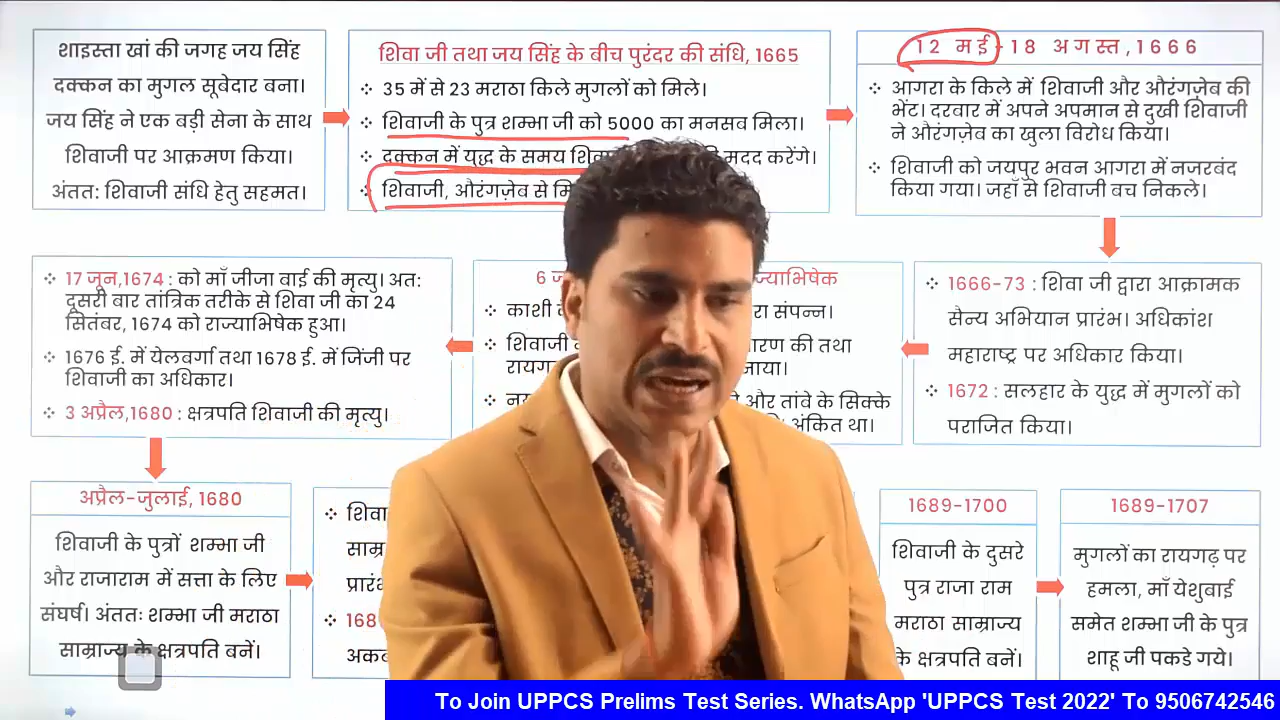 शाइस्ता खां की जगह जय सिंह
दक्कन का मुगल सूबेदार बना।
जय सिंह ने एक बड़ी सेना के साथ
शिवाजी पर आक्रमण किया।
अंतत: शिवाजी संधि हेतु सहमत।
शिवा जी तथा जय सिंह के बीच पुरंदर की संधि, 1665
35 में से 23 मराठा किले मुगलों को मिले।
शिवाजी के पुत्र शम्भा जी को 5000 का मनसब मिला।
दक्कन में युद्ध के समय मदद करेंगे।
शिवाजी, औरंगज़ेब से
12 मई-18 अगस्त,1666
आगरा के किले में शिवाजी और औरंगज़ेब की
भेंट। दरबार में अपने अपमान से दुखी शिवाजी
ने औरंगज़ेब का खुला विरोध किया।
शिवाजी को जयपुर भवन आगरा में नजरबंद
किया गया। जहाँ से शिवाजी बच निकले।
1666-73 : शिवा जी द्वारा आक्रामक
सैन्य अभियान प्रारंभ। अधिकांश
महाराष्ट्र पर अधिकार किया।
1672 : सलहार के युद्ध में मुगलों को
पराजित किया।
6
काशी संपन्न।
शिवाजी की तथा
और तांबे के सिक्के
अंकित था।
17 जून,1674 : को माँ जीजा वाई की मृत्यु। अत:
दूसरी बार तांत्रिक तरीके से शिवा जी का 24
सितंबर, 1674 को राज्याभिषेक हुआ।
1676 ई. में येलवर्गा तथा 1678 ई. में जिंजी पर
शिवाजी का अधिकार।
3 अप्रैल,1680 : क्षत्रपति शिवाजी की मृत्यु।
अप्रैल-जुलाई, 1680
शिवाजी के पुत्रों शम्भा जी
और राजाराम में सत्ता के लिए
संघर्ष। अंततः शम्भा जी मराठा
साम्राज्य के क्षत्रपति बनें।
1689-1700
शिवाजी के दुसरे
पुत्र राजा राम
मराठा साम्राज्य
के क्षत्रपति बनें।
1689-1707
मुगलों का रायगढ़ पर
हमला, माँ येशुबाई
समेत शम्भा जी के पुत्र
शाहू जी पकडे गये।
To Join UPPCS Prelims Test Series. WhatsApp 'UPPCS Test 2022' To 9506742546